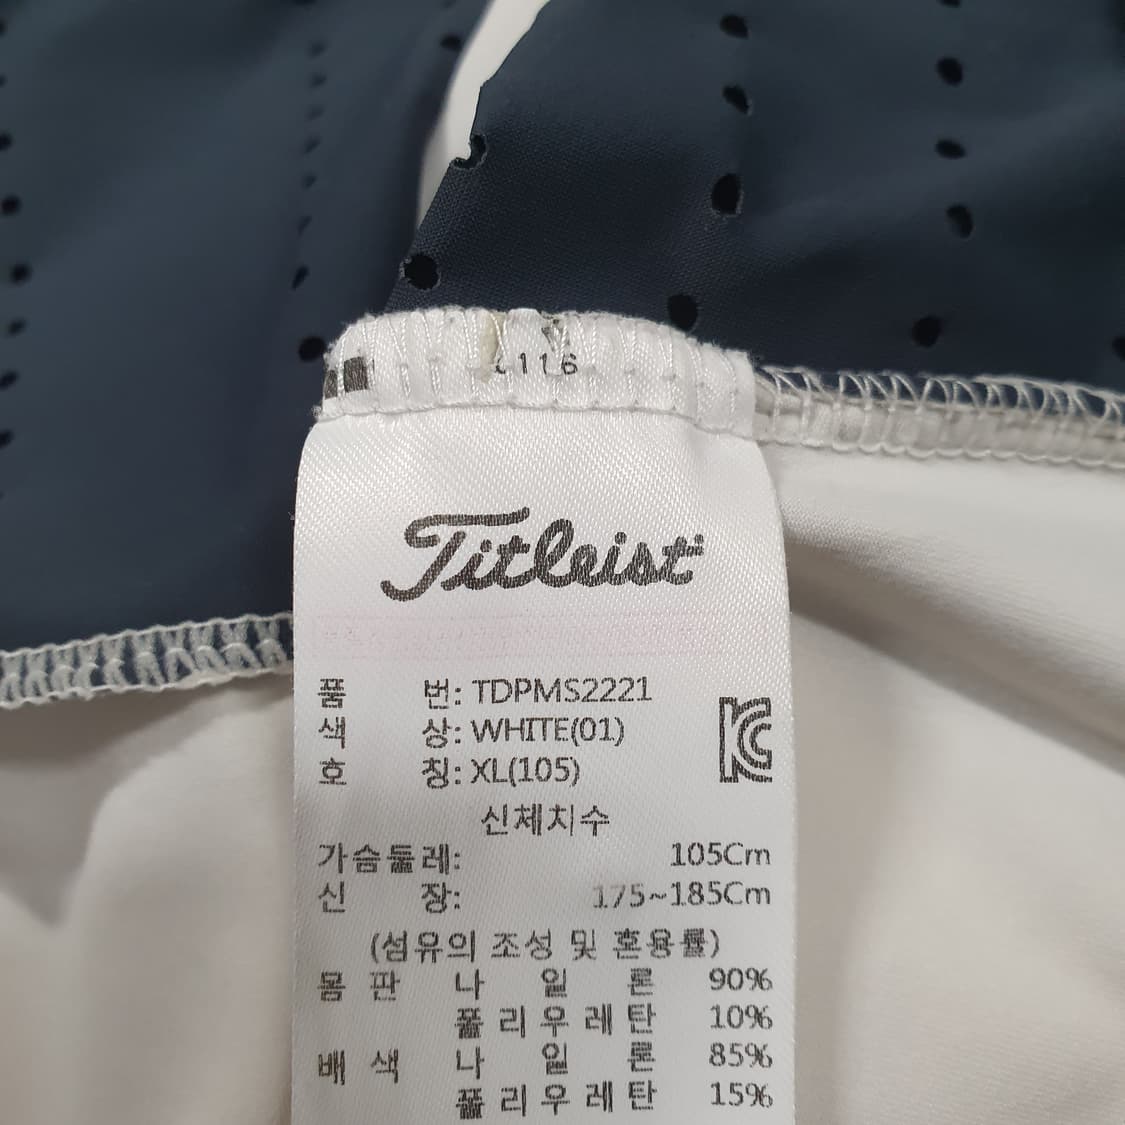 116
Titleist
품 번: TDPMS2221
색 상: WHITE(01)
호 칭: XL(105)
신체치수
가슴둘레: 105Cm
신 장: 175~185Cm
(섬유의 조성 및 혼용률)
몸 판 나 일 론 90%
폴리우레탄 10%
배 색 나 일 론 85%
폴리우레탄 15%